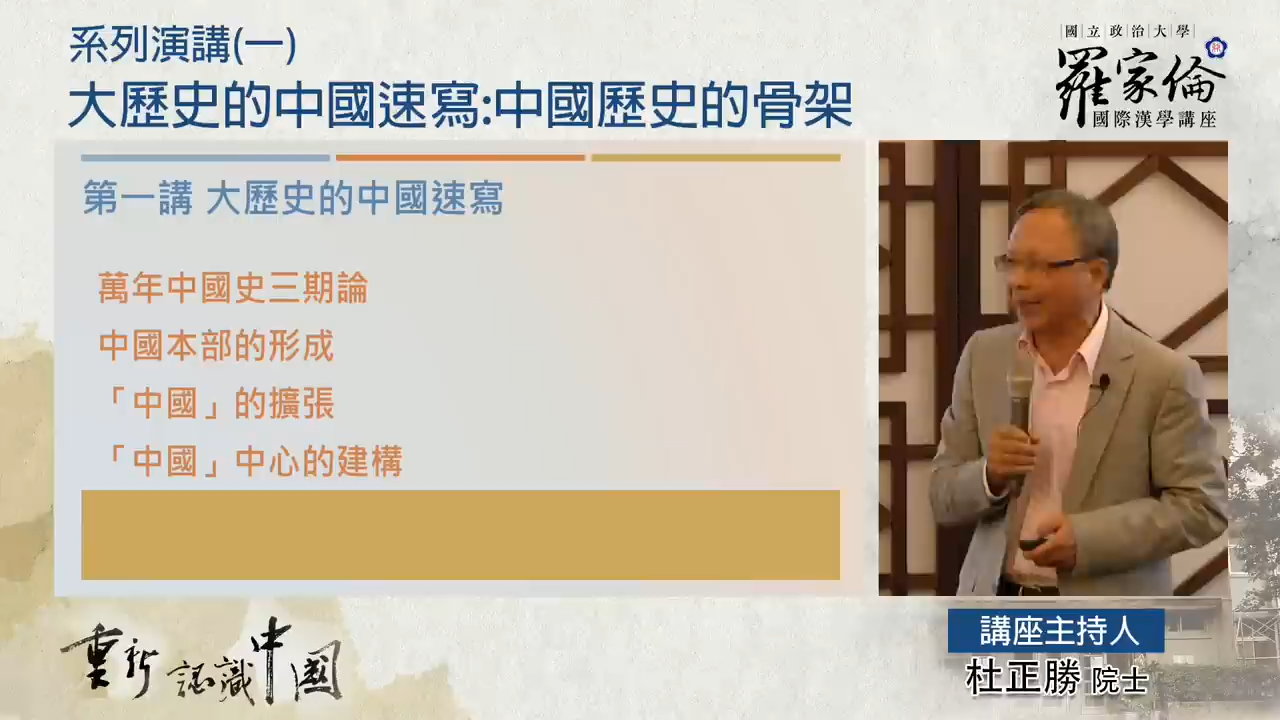 系列演講(一)
大歷史的中國速寫:中國歷史的骨架
國立政治大學
羅家倫
國際漢學講座
第一講 大歷史的中國速寫
萬年中國史三期論
中國本部的形成
「中國」的擴張
「中國」中心的建構
重新認識中國
講座主持人
杜正勝 院士